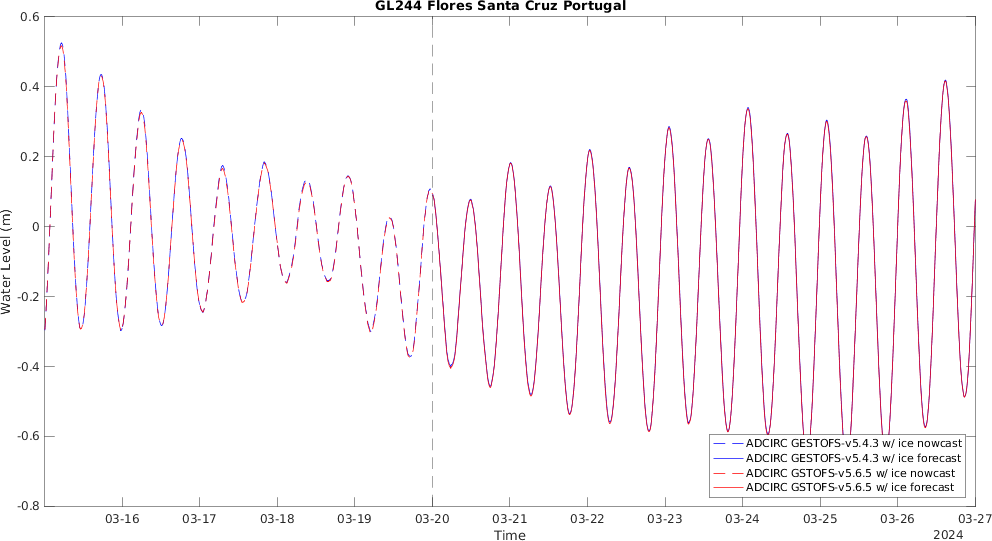 GL244 Flores Santa Cruz Portugal
0.6
0.4
0.2
0
-0.2
-0.4
-0.6
-0.8
Water Level (m)
ADCIRC GESTOFS-v5.4.3 w/ ice nowcast
ADCIRC GESTOFS-v5.4.3 w/ ice forecast
ADCIRC GSTOFS-v5.6.5 w/ ice nowcast
ADCIRC GSTOFS-v5.6.5 w/ ice forecast
03-16 03-17 03-18 03-19 03-20 03-21 03-22 03-23 03-24 03-25 03-26 03-27
Time
2024